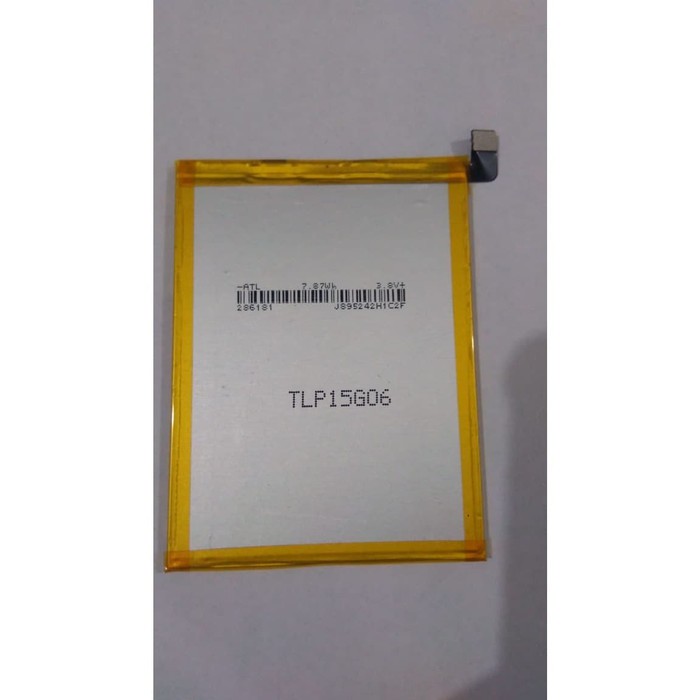 -ATL 7.87Wh 3.8V+
286181 J895242H1C2F
TLP15G06